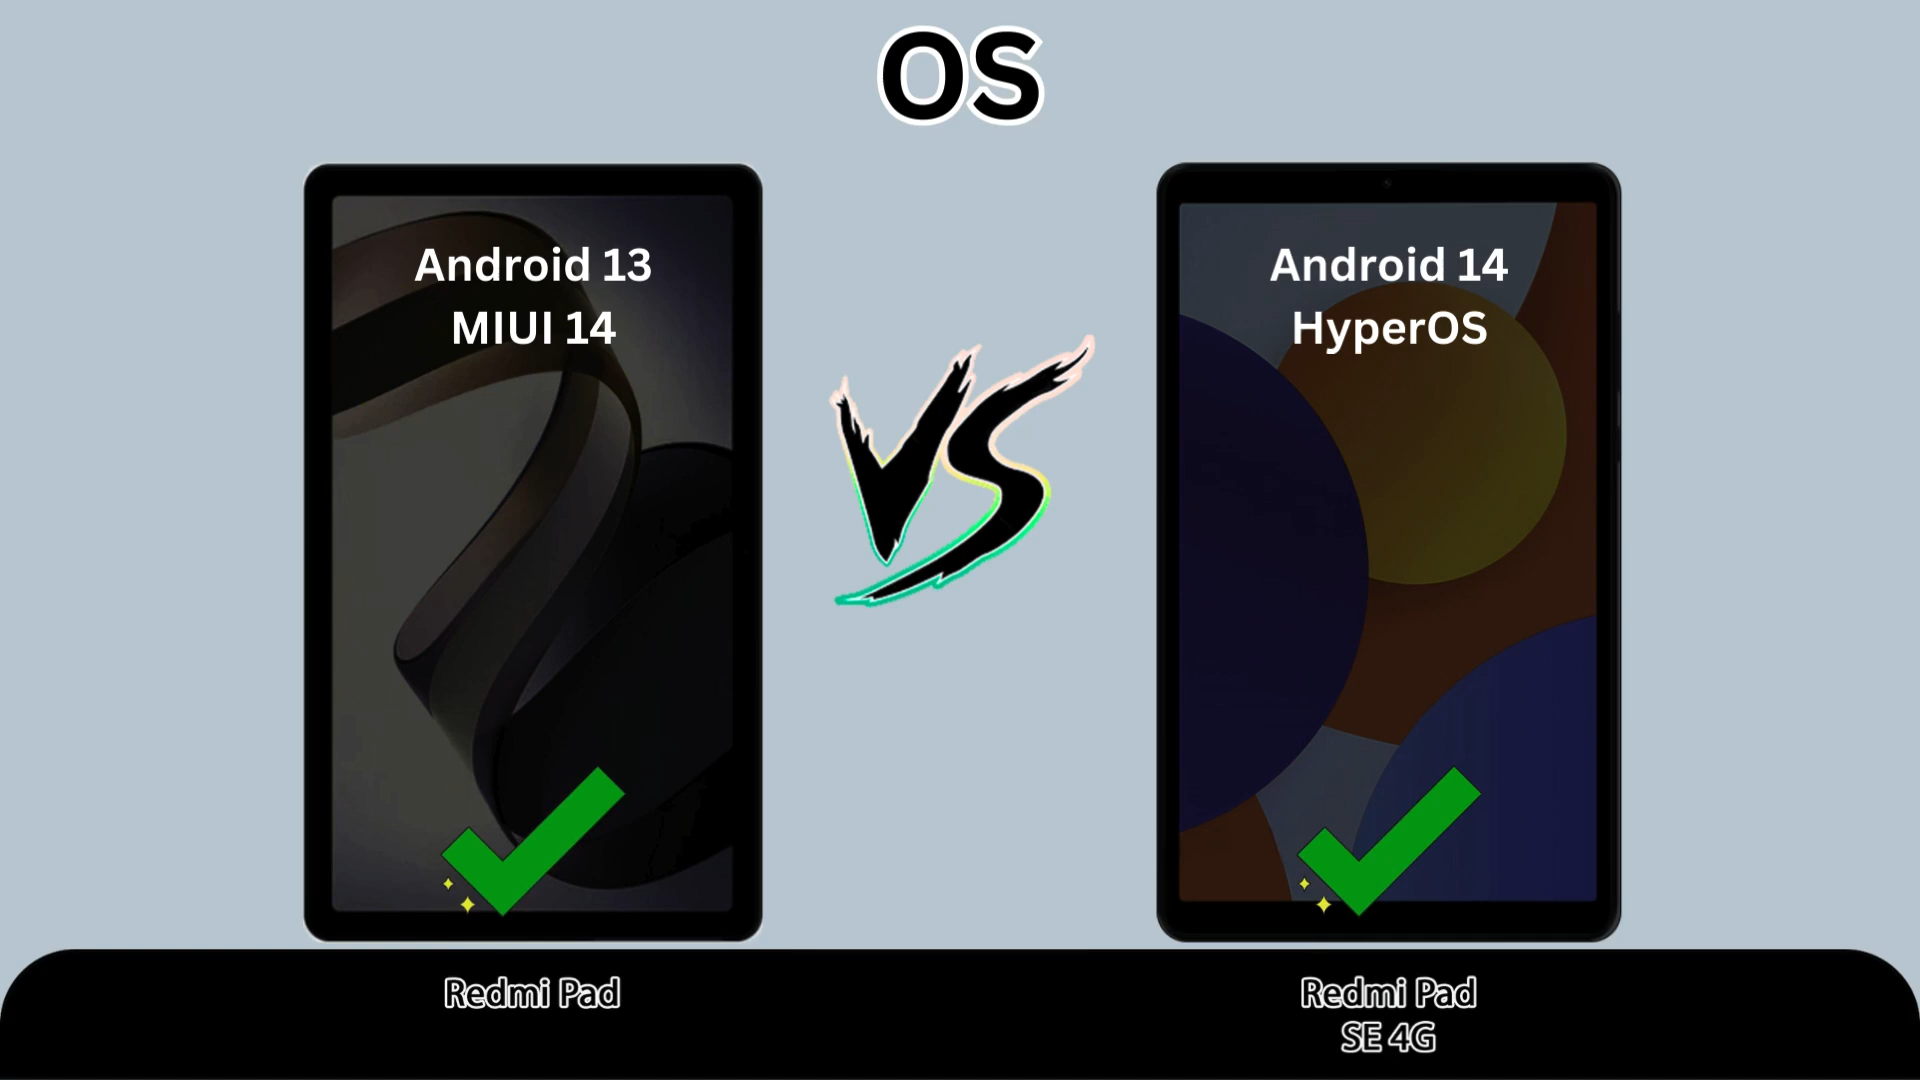 OS
Android 13
MIUI 14
VS
Android 14
HyperOS
Redmi Pad
Redmi Pad
SE 4G